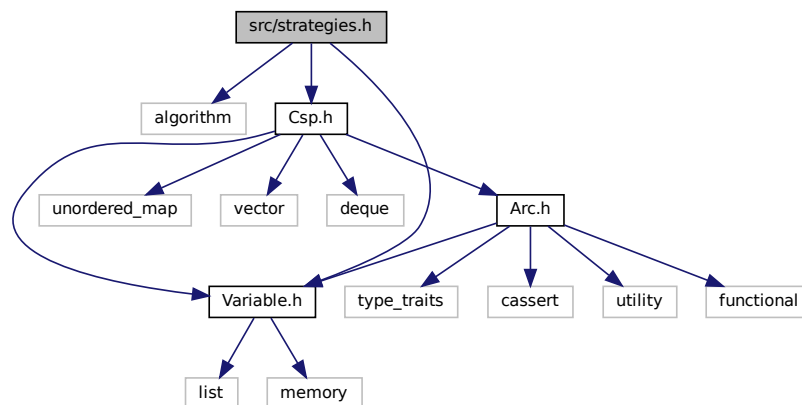 src/strategies.h
algorithm
Csp.h
unordered_map
vector
deque
Arc.h
Variable.h
type_traits
cassert
utility
functional
list
memory